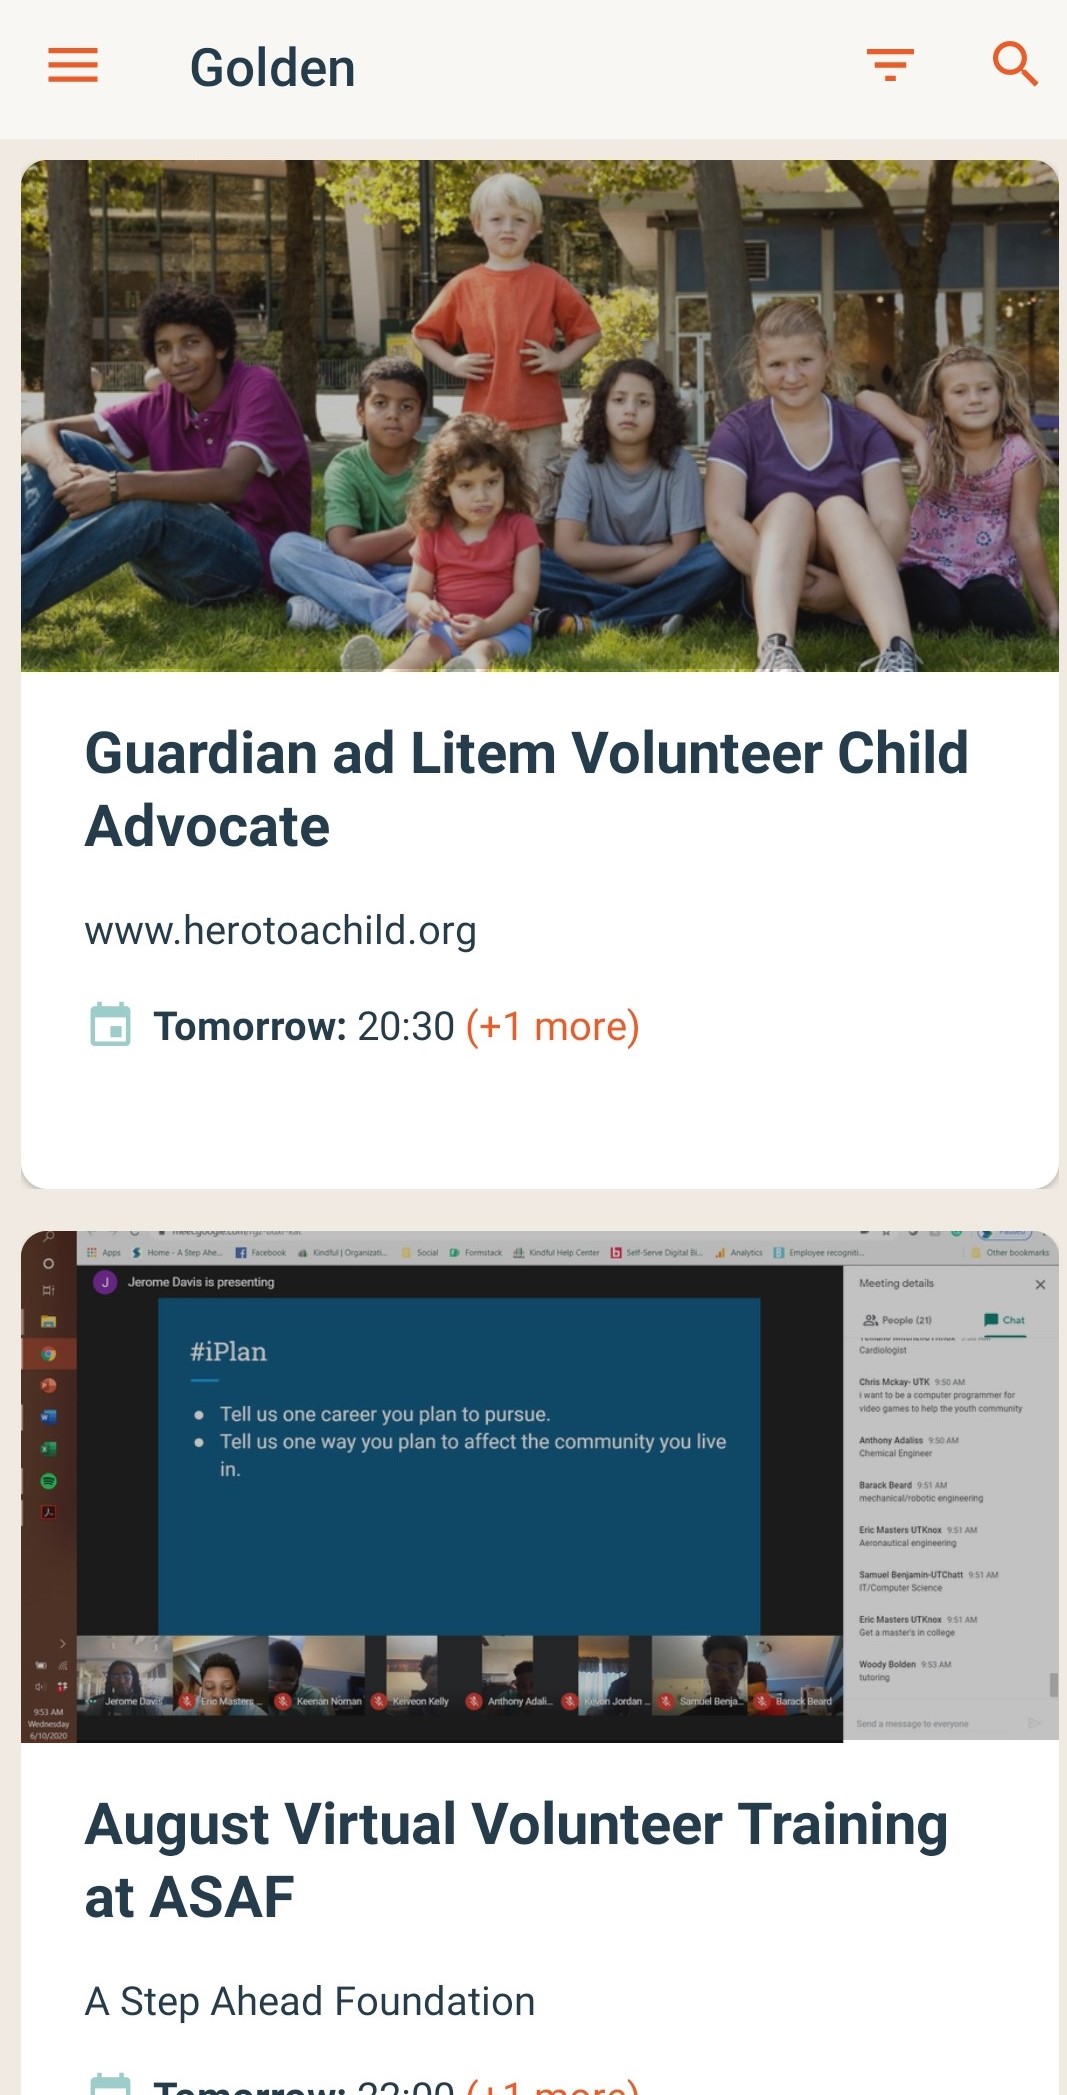 Golden
Guardian ad Litem Volunteer Child
Advocate
www.herotoachild.org
Tomorrow: 20:30 (+1 more)
Apps Home - A Step Ahe... Facebook Kindful | Organizati... Social Formstack Kindful Help Center Self-Serve Digital Bi... Analytics Employee recogniti... Other bookmarks
J Jerome Davis is presenting
Meeting details
People (21) Chat
#iPlan
Tell us one career you plan to pursue.
Tell us one way you plan to affect the community you live
in.
Cardiologist
Chris Mckay- UTK 9:50 AM
i want to be a computer programmer for
video games to help the youth community
Anthony Adaliss 9:50 AM
Chemical Engineer
Barack Beard 9:51 AM
mechanical/robotic engineering
Eric Masters UTKnox 9:51 AM
Aeronautical engineering
Samuel Benjamin-UTChatt 9:51 AM
IT/Computer Science
Eric Masters UTKnox 9:51 AM
Get a master's in college
Woody Bolden 9:53 AM
tutoring
Send a message to everyone
Jerome Davis Eric Masters ... Keenan Noman Keiveon Kelly Anthony Adali... Kevon Jordan ... Samuel Benja... Barack Beard
9:53 AM
Wednesday
6/10/2020
August Virtual Volunteer Training
at ASAF
A Step Ahead Foundation
Tomorrow: 22:00 (+1 more)